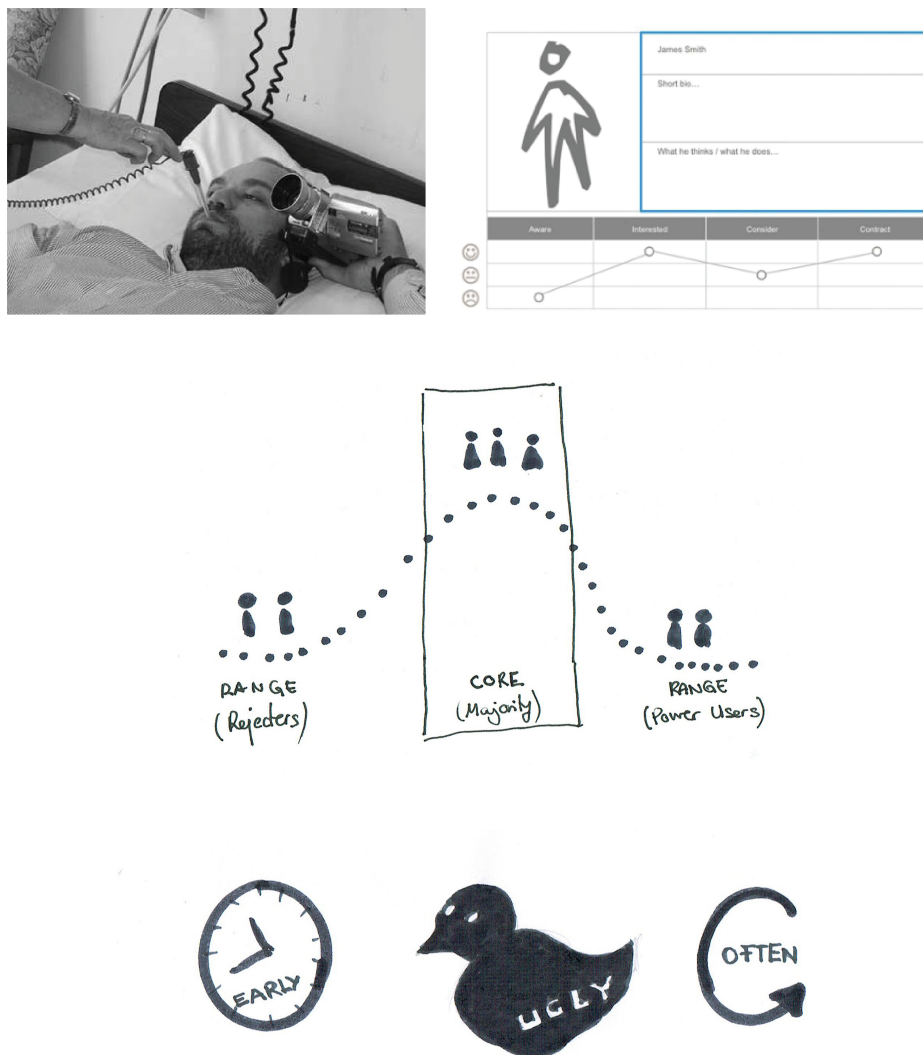 James Smith
Short bio...
What he thinks / what he does...
Aware Interested Consider Contract
RANGE
(Rejecters)
CORE
(Majority)
RANGE
(Power Users)
EARLY
UGLY
OFTEN